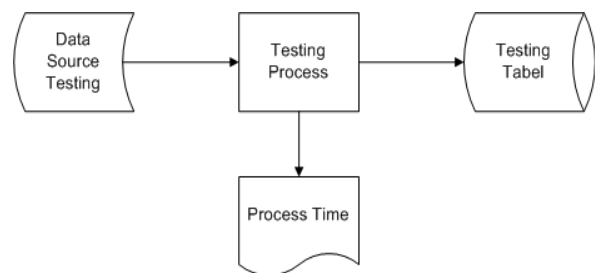 Data
Source
Testing
Testing
Process
Testing
Tabel
Process Time